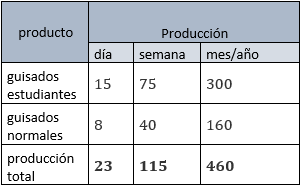 producto
Producción
día semana mes/año
guisados
estudiantes
15 75 300
guisados
normales
8 40 160
producción
total
23 115 460